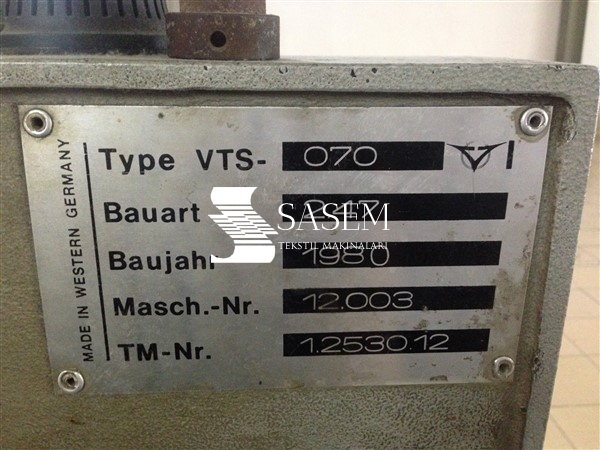 MADE IN WESTERN GERMANY
Type VTS- 070
Bauart
Baujahr 1980
Masch.-Nr. 12.003
TM-Nr. 1.2530.12
SASEM
TEKSTİL MAKİNALARI